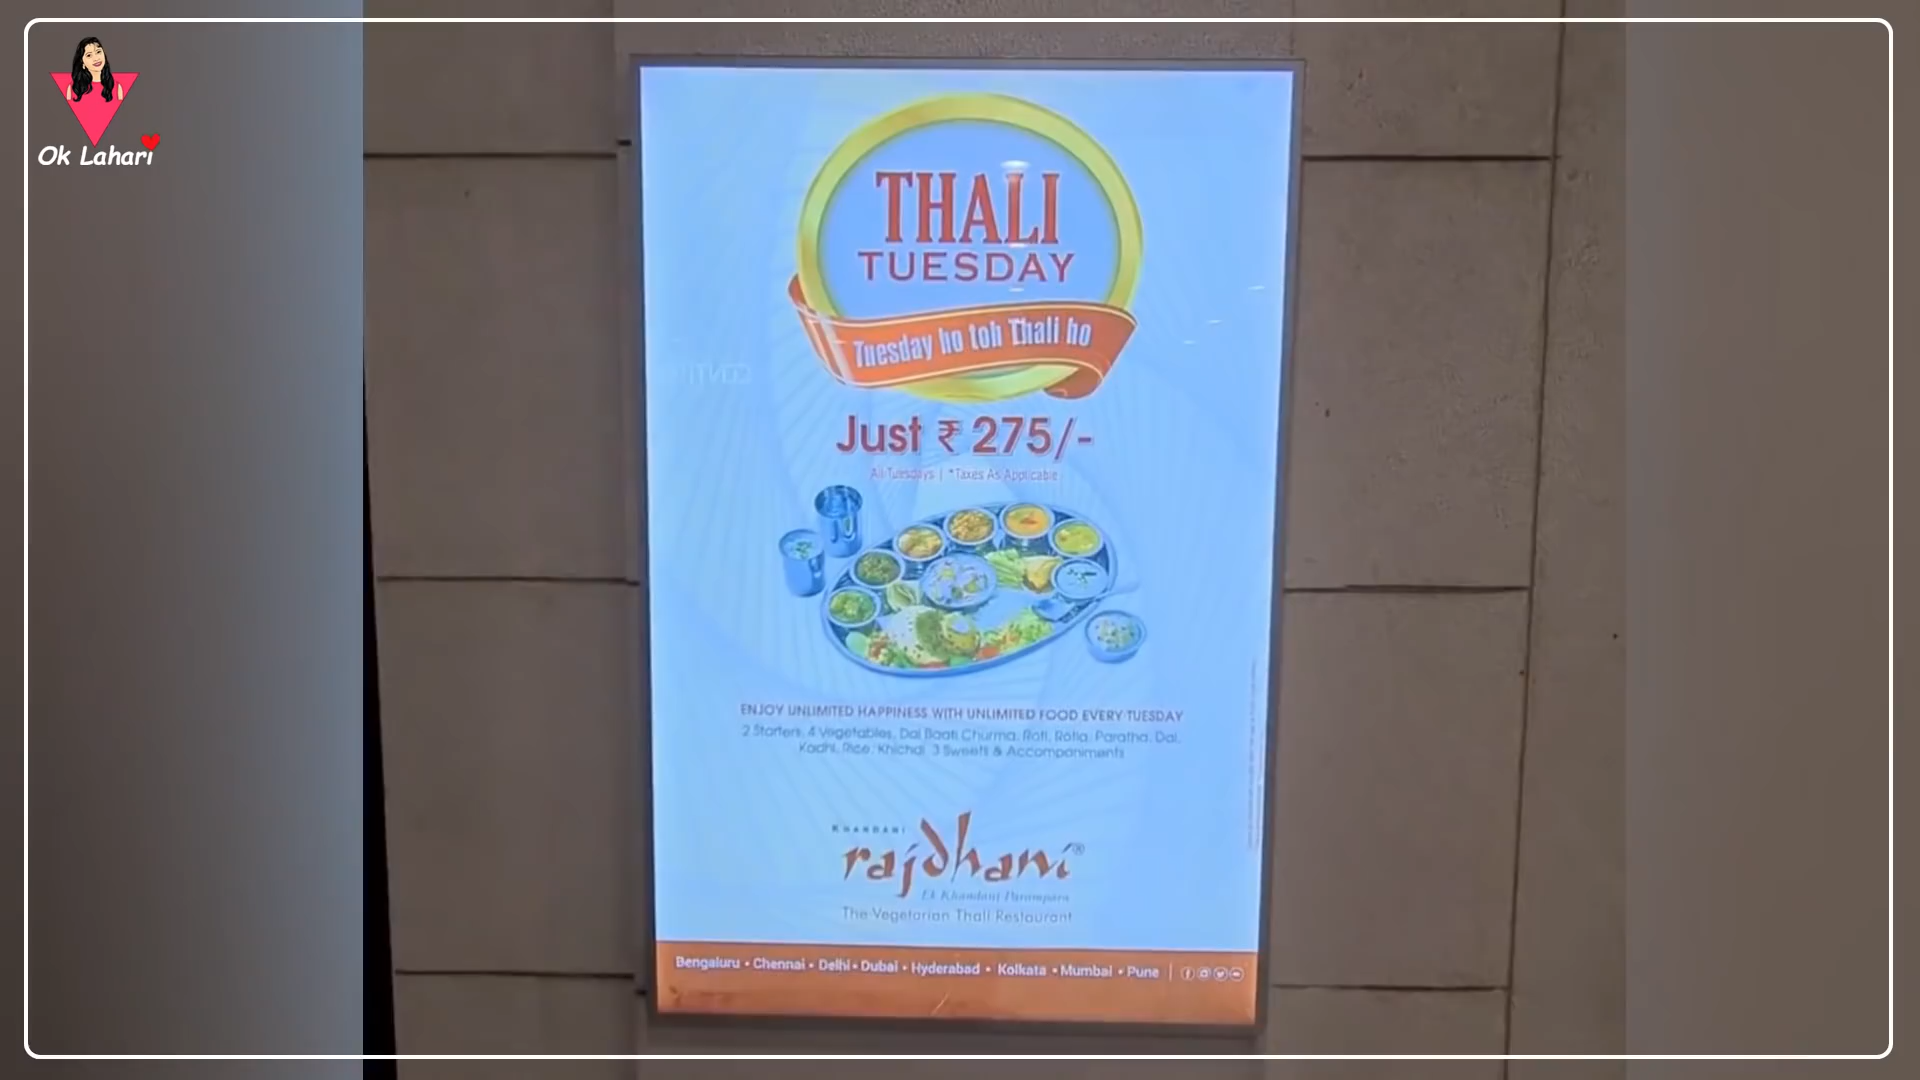 Ok Lahari
THALI
TUESDAY
Tuesday ho toh Thali ho
Just ₹ 275/-
All Tuesdays | *Taxes As Applicable
ENJOY UNLIMITED HAPPINESS WITH UNLIMITED FOOD EVERY TUESDAY
2 Starters, 4 Vegetables, Dal Baati Churma, Roti, Rotla, Paratha, Dal,
Kadhi, Rice, Khichdi, 3 Sweets & Accompaniments
KHANDANI
rajdhani®
Ek Khandani Parampara
The Vegetarian Thali Restaurant
Bengaluru • Chennai • Delhi • Dubai • Hyderabad • Kolkata • Mumbai • Pune |